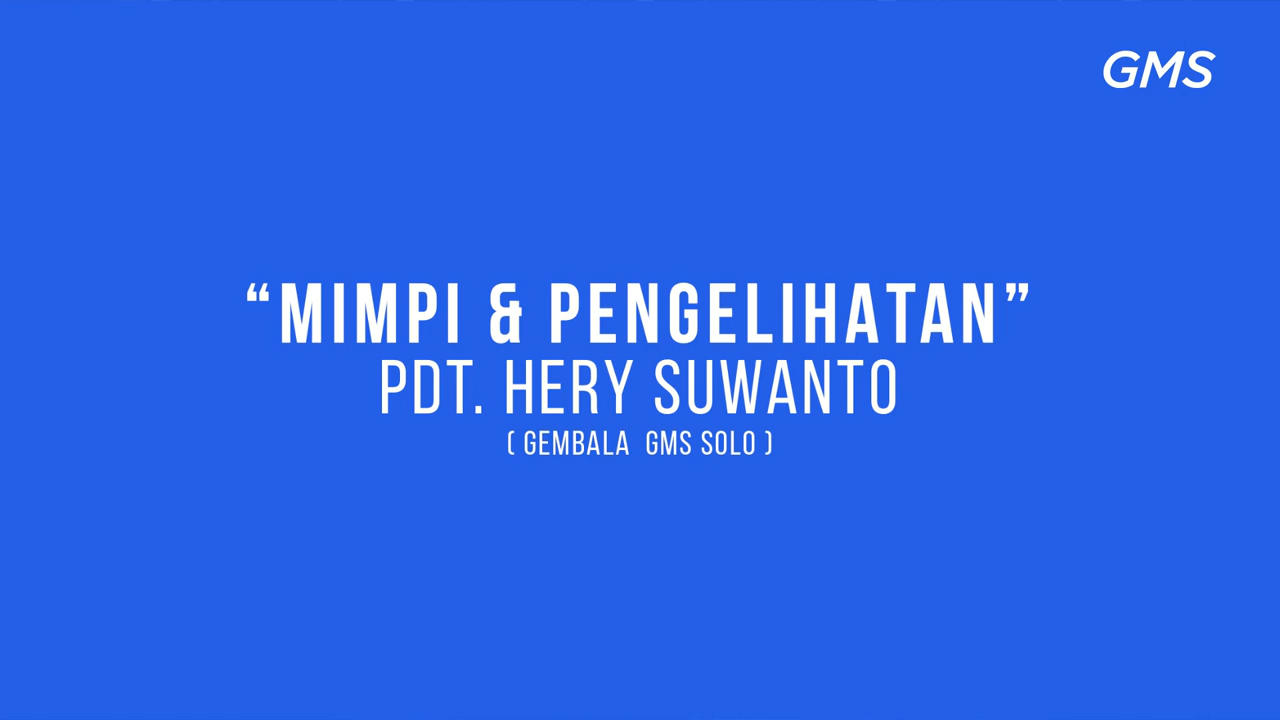 GMS
“MIMPI & PENGELIHATAN”
PDT. HERY SUWANTO
( GEMBALA GMS SOLO )